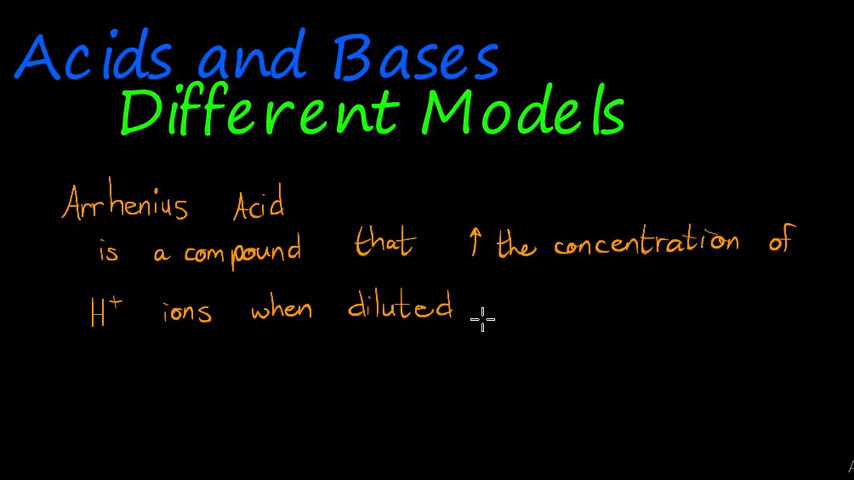 Acids and Bases
Different Models
Arrhenius Acid
is a compound that ↑ the concentration of
H⁺ ions when diluted